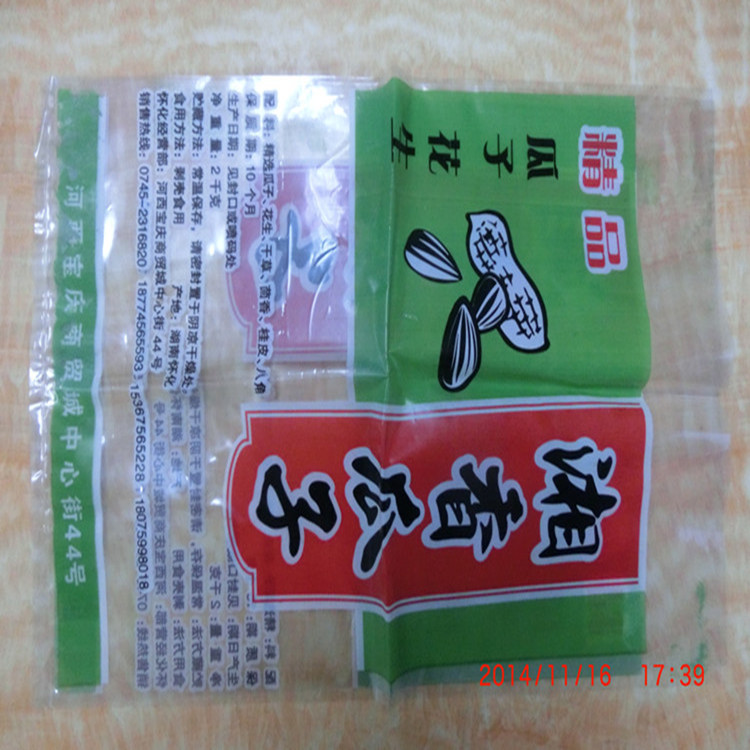 精品
瓜子花生
湘香瓜子
配 料：精选瓜子、花生、干草、茴香、桂皮、八角
保 质 期：10个月
生产日期：见封口或喷码处
净 重 量：2千克
贮藏方法：常温保存，请密封置于阴凉干燥处
食用方法：剥壳食用 产地：湖南怀化
怀化经营部：河西宝庆商贸城中心街44号
销售热线：0745-2316820 18774565593 15367565228 18075998018
河西宝庆商贸城中心街44号
2014/11/16 17:39